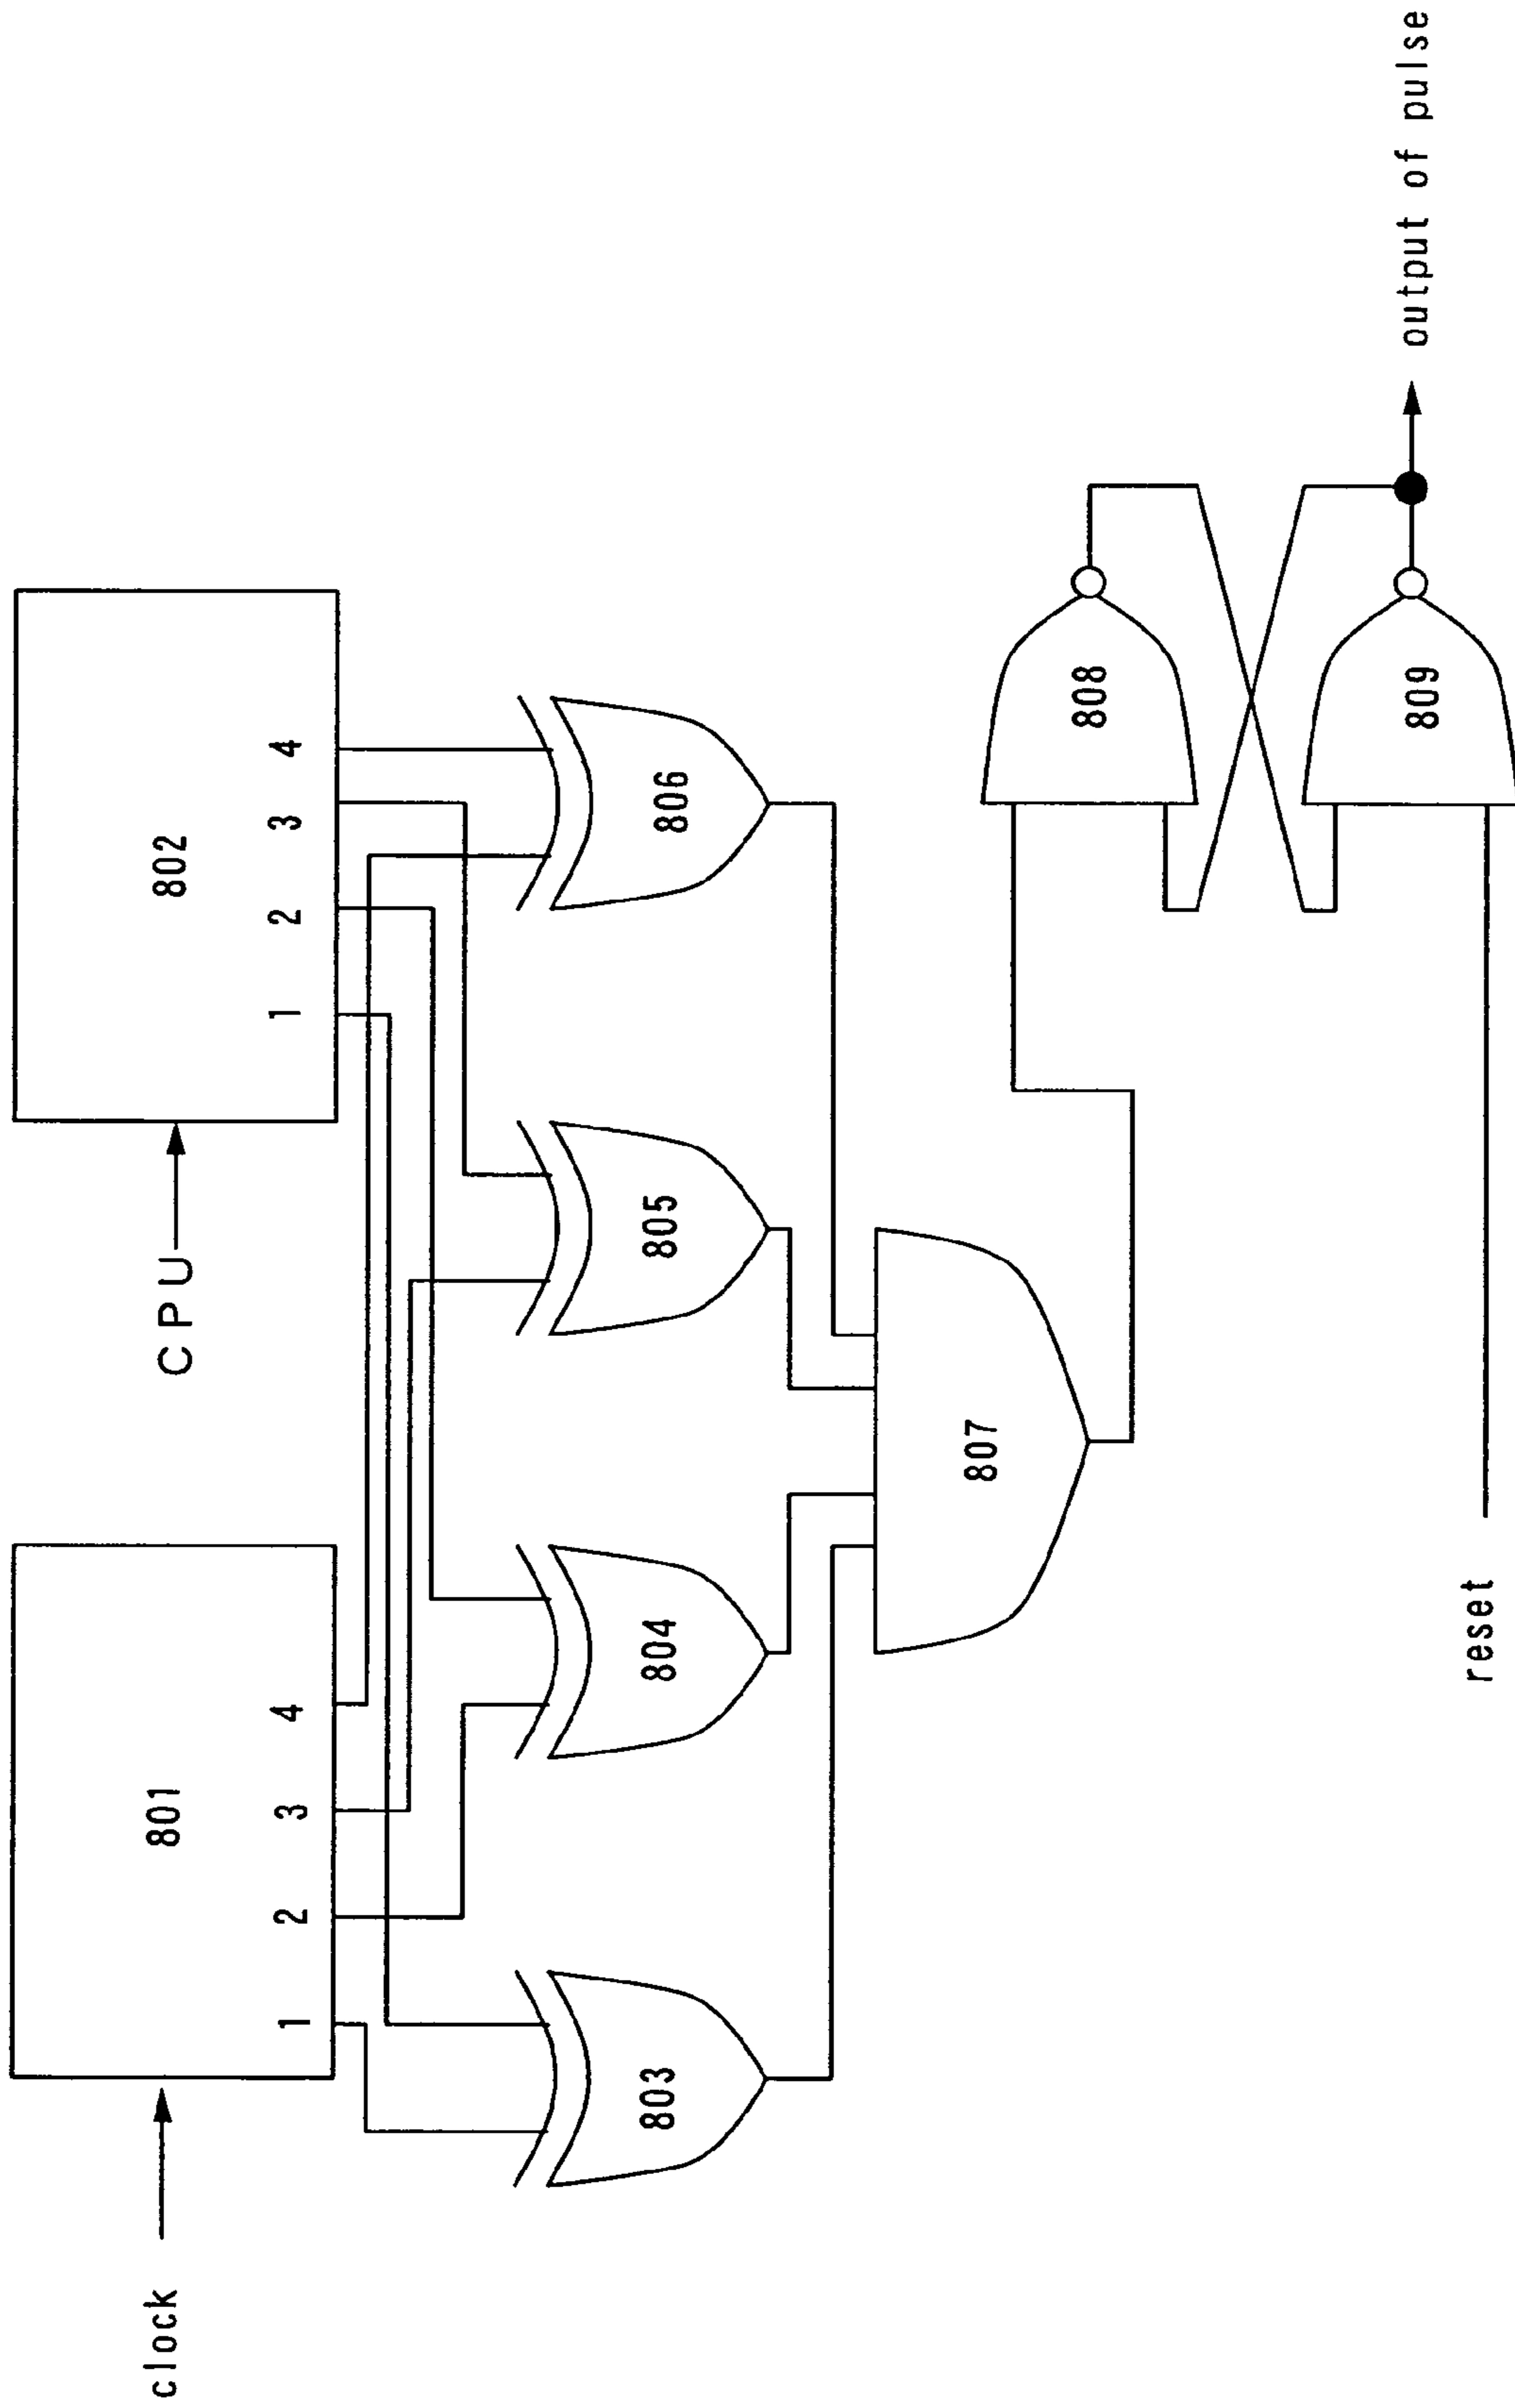 clock
801
1 2 3 4
CPU
802
1 2 3 4
803
804
805
806
807
808
809
reset
output of pulse